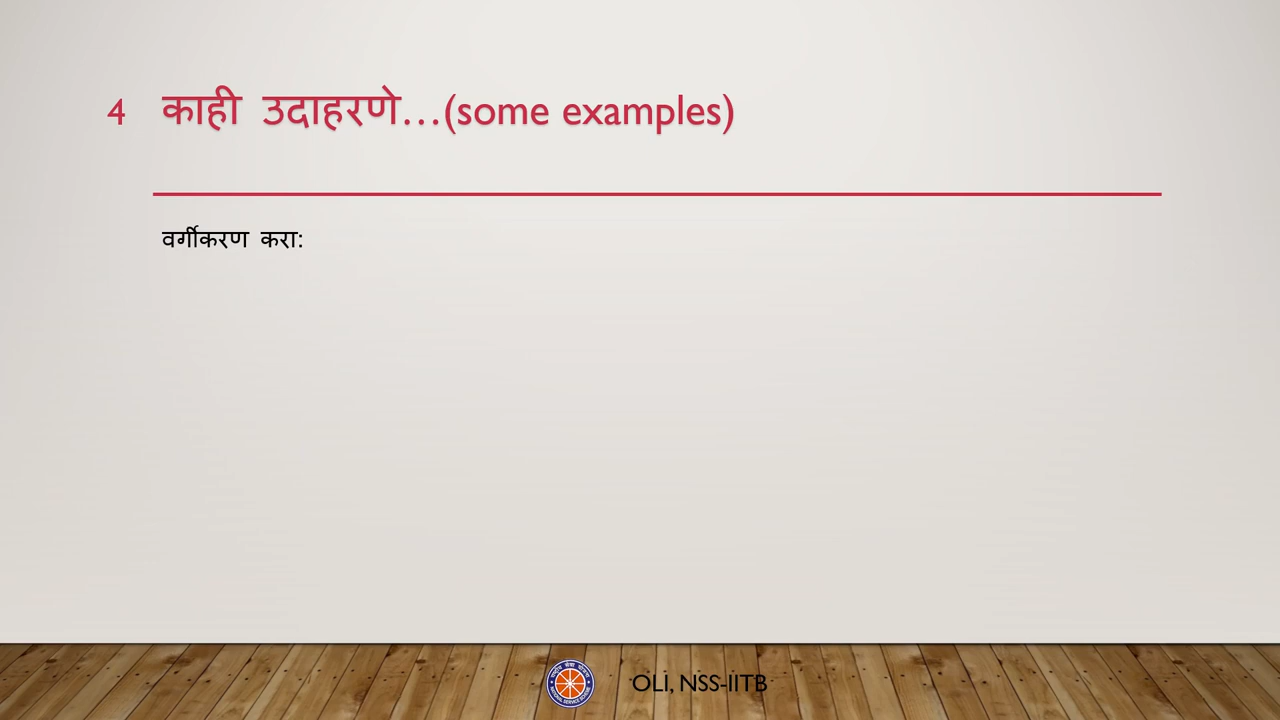 4 काही उदाहरणे...(some examples)
वर्गीकरण करा:
OLI, NSS-IITB